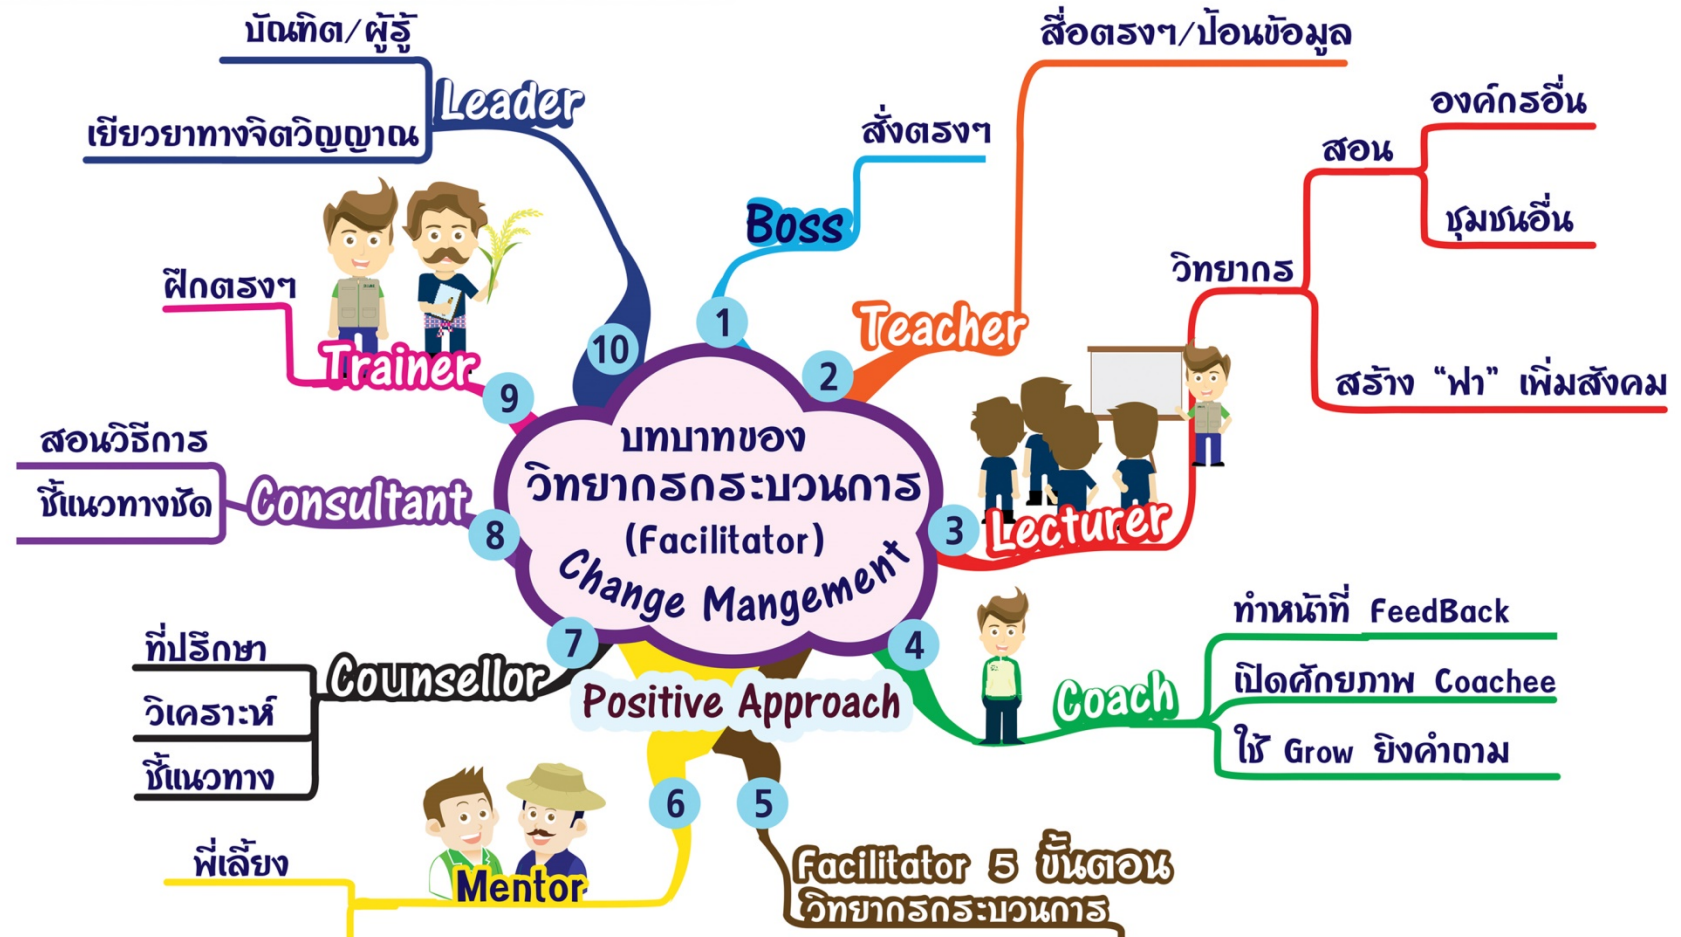 บทบาทของ
วิทยากรกระบวนการ
(Facilitator)
Change Mangement
Positive Approach
1
Boss
สั่งตรงๆ
2
Teacher
สื่อตรงๆ/ป้อนข้อมูล
3
Lecturer
วิทยากร
สอน
องค์กรอื่น
ชุมชนอื่น
สร้าง “ฟา” เพิ่มสังคม
4
Coach
ทำหน้าที่ FeedBack
เปิดศักยภาพ Coachee
ใช้ Grow ยิงคำถาม
5
Facilitator 5 ขั้นตอน
วิทยากรกระบวนการ
6
Mentor
พี่เลี้ยง
7
Counsellor
ที่ปรึกษา
วิเคราะห์
ชี้แนวทาง
8
Consultant
สอนวิธีการ
ชี้แนวทางชัด
9
Trainer
ฝึกตรงๆ
10
Leader
บัณฑิต/ผู้รู้
เยียวยาทางจิตวิญญาณ